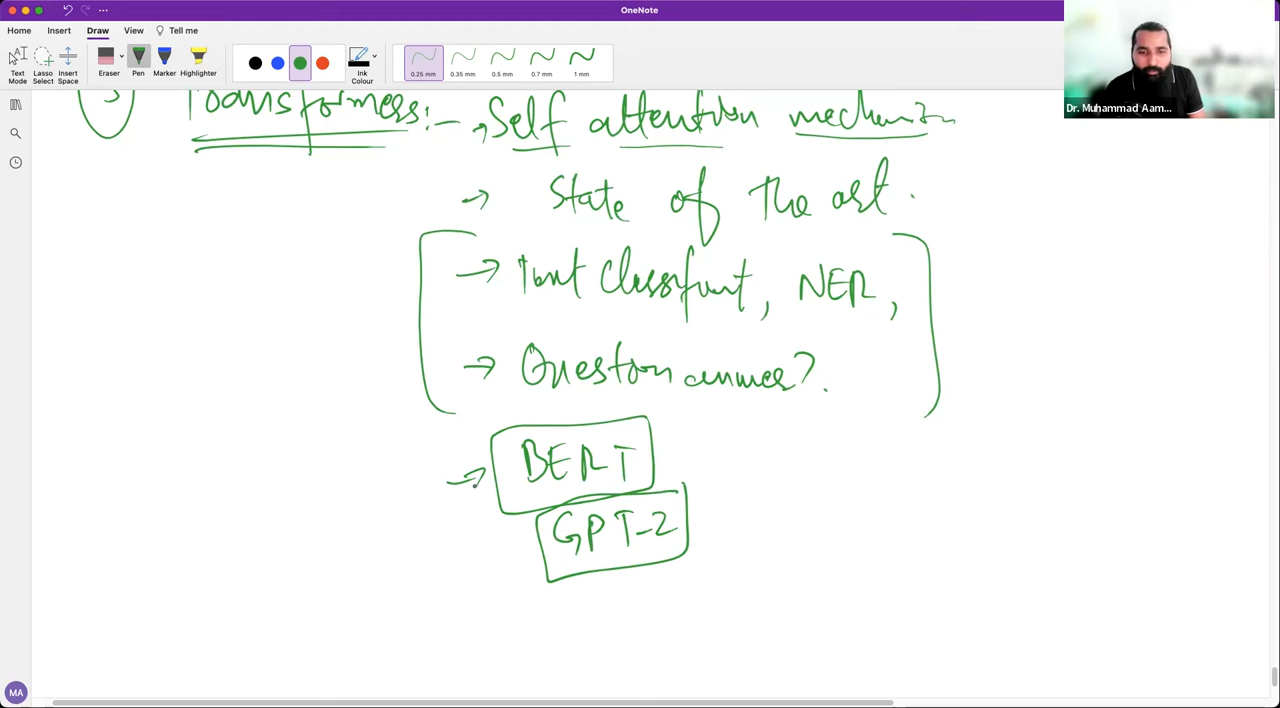 OneNote
Home Insert Draw View Tell me
Text Mode Lasso Select Insert Space Eraser Pen Marker Highlighter Ink Colour 0.25 mm 0.35 mm 0.5 mm 0.7 mm 1 mm
Dr. Muhammad Aam...
3 Transformers:- → Self attention mechanism
→ State of the art.
→ Text Classificat, NER,
→ Question answer?.
→ BERT
GPT-2
MA